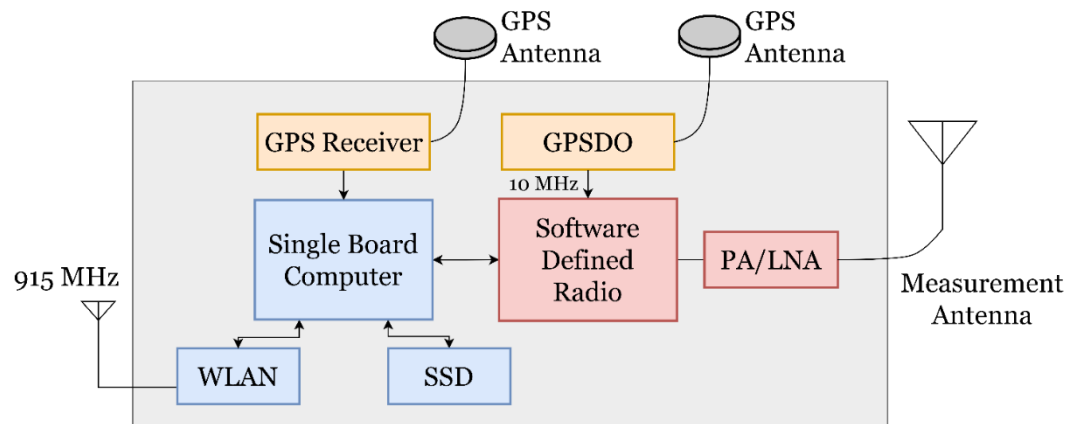 GPS
Antenna
GPS
Antenna
GPS Receiver
GPSDO
10 MHz
Single Board
Computer
Software
Defined
Radio
PA/LNA
915 MHz
Measurement
Antenna
WLAN
SSD